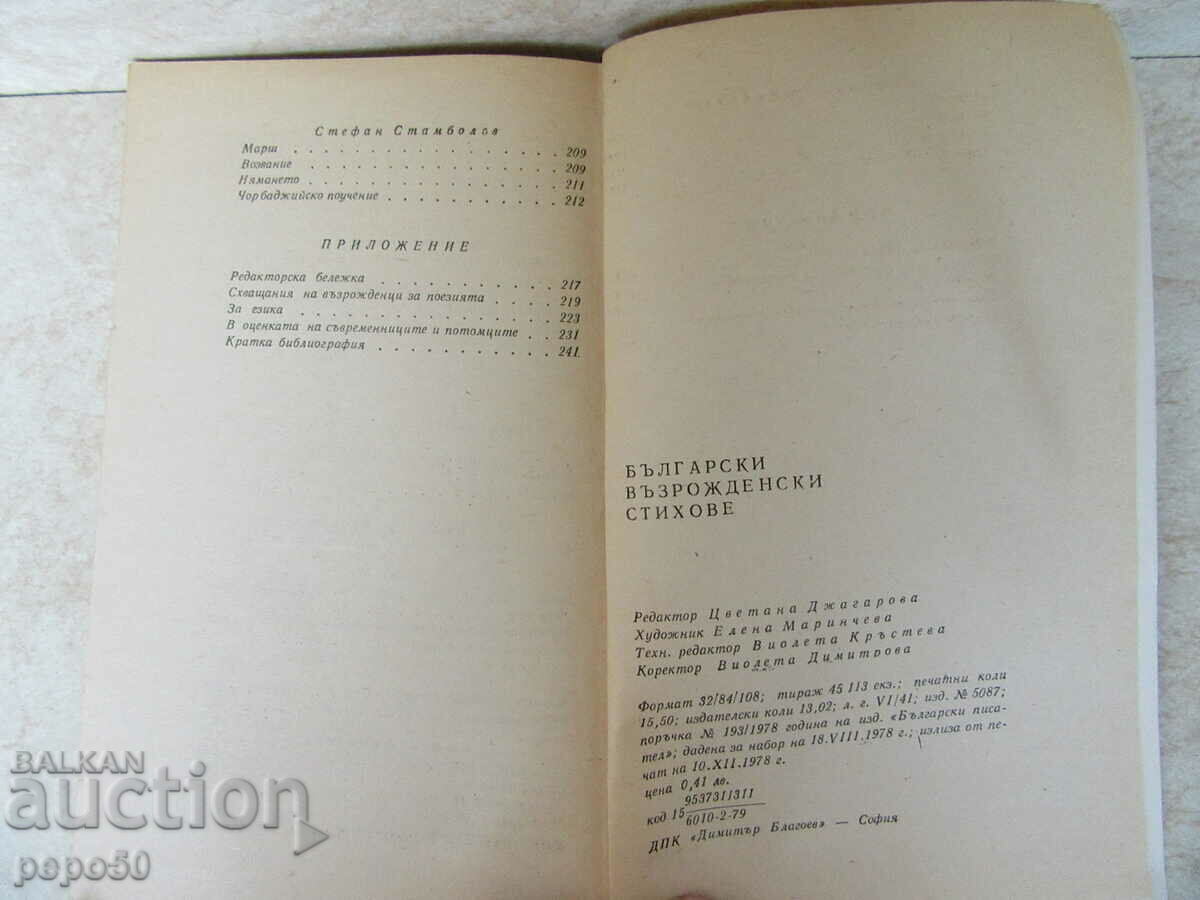 Стефан Стамболов
Марш . . . . . . . . . . . . . . . . . . 209
Возвание . . . . . . . . . . . . . . . . 209
Нямането . . . . . . . . . . . . . . . . 211
Чорбаджийско поучение . . . . . . . . . . . 212
ПРИЛОЖЕНИЕ
Редакторска бележка . . . . . . . . . . . 217
Схващания на възрожденци за поезията . . . . 219
За езика . . . . . . . . . . . . . . . . 223
В оценката на съвременниците и потомците . . 231
Кратка библиография . . . . . . . . . . . 241
БЪЛГАРСКИ
ВЪЗРОЖДЕНСКИ
СТИХОВЕ
Редактор Цветана Джагарова
Художник Елена Маринчева
Техн. редактор Виолета Кръстева
Коректор Виолета Димитрова
Формат 32/84/108; тираж 45 113 екз.; печатни коли
15,50; издателски коли 13,02; л. г. VI/41; изд. № 5087;
поръчка № 193/1978 година на изд. «Български писа-
тел»; дадена за набор на 18.VIII.1978 г.; излиза от пе-
чат на 10.XII.1978 г.
цена 0,41 лв.
код 15 9537311311
6010-2-79
ДПК «Димитър Благоев» — София
BALKAN
auction
pepo50